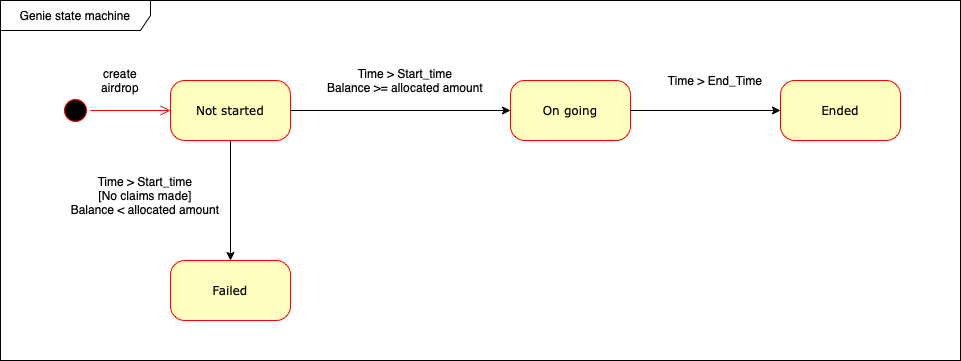 Genie state machine
create
airdrop
Time > Start_time
Balance >= allocated amount
Time > End_Time
Not started
On going
Ended
Time > Start_time
[No claims made]
Balance < allocated amount
Failed